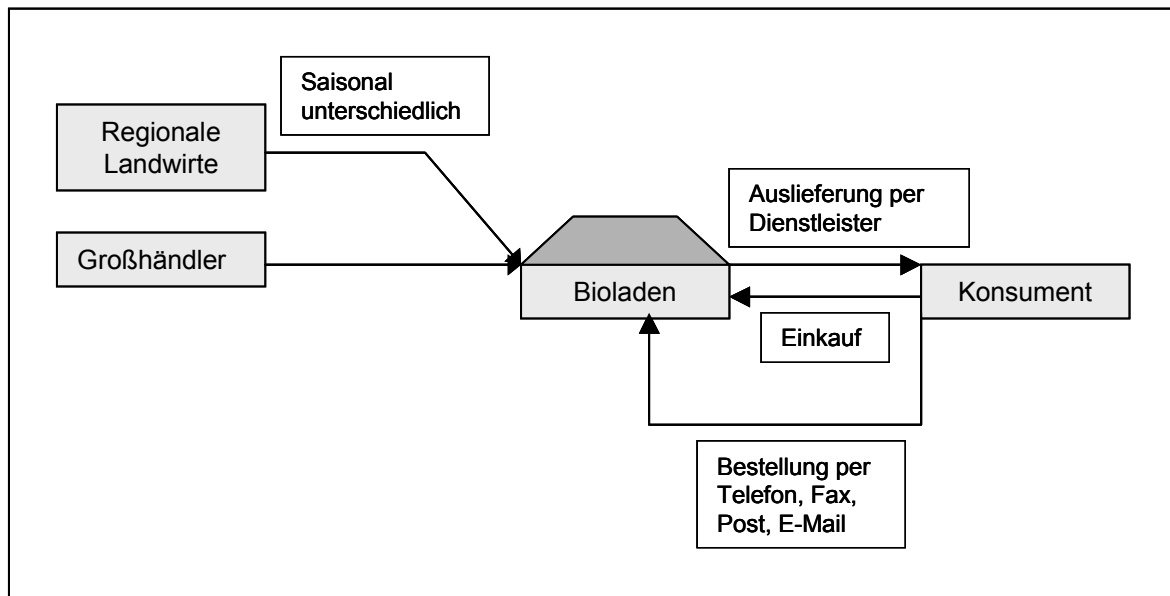 Saisonal
unterschiedlich
Regionale
Landwirte
Großhändler
Bioladen
Auslieferung per
Dienstleister
Konsument
Einkauf
Bestellung per
Telefon, Fax,
Post, E-Mail